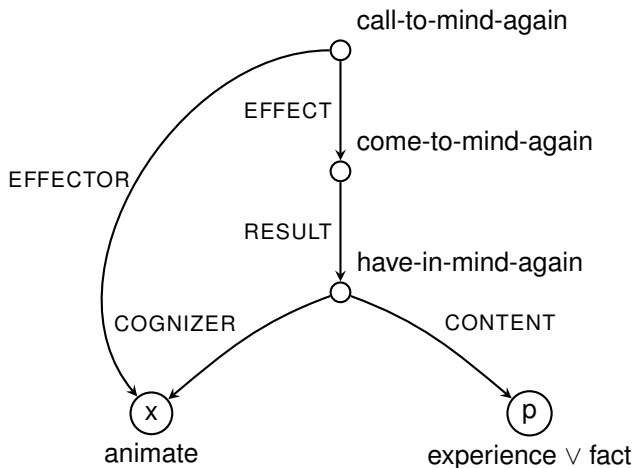 call-to-mind-again
EFFECT
come-to-mind-again
EFFECTOR
RESULT
have-in-mind-again
COGNIZER
CONTENT
x
p
animate
experience ∨ fact